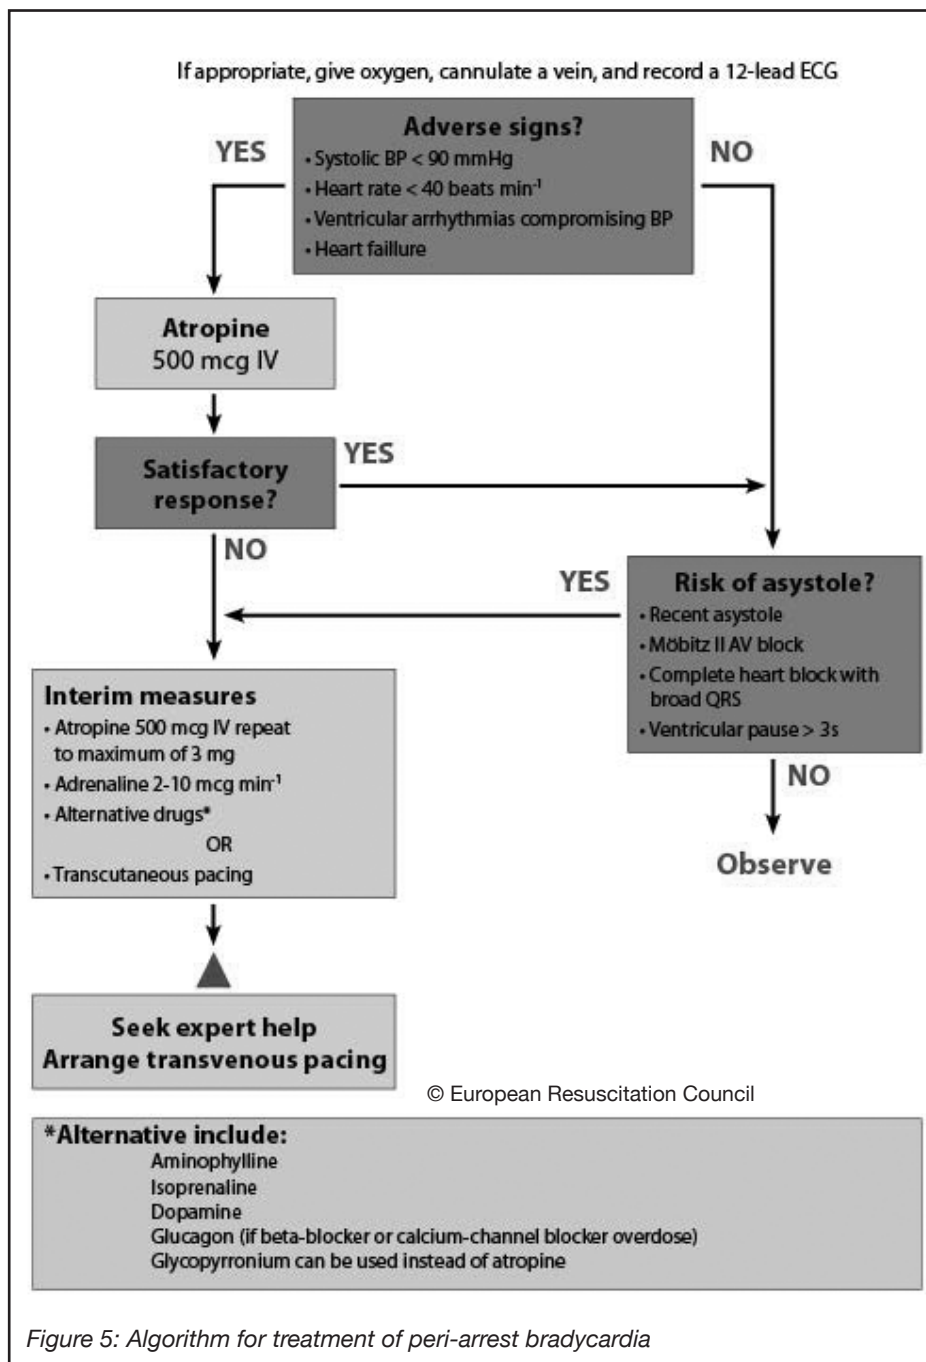 If appropriate, give oxygen, cannulate a vein, and record a 12-lead ECG
Adverse signs?
• Systolic BP < 90 mmHg
• Heart rate < 40 beats min⁻¹
• Ventricular arrhythmias compromising BP
• Heart faillure
YES
NO
Atropine
500 mcg IV
Satisfactory
response?
YES
NO
Risk of asystole?
• Recent asystole
• Möbitz II AV block
• Complete heart block with
broad QRS
• Ventricular pause > 3s
YES
NO
Observe
Interim measures
• Atropine 500 mcg IV repeat
to maximum of 3 mg
• Adrenaline 2-10 mcg min⁻¹
• Alternative drugs*
OR
• Transcutaneous pacing
Seek expert help
Arrange transvenous pacing
© European Resuscitation Council
*Alternative include:
Aminophylline
Isoprenaline
Dopamine
Glucagon (if beta-blocker or calcium-channel blocker overdose)
Glycopyrronium can be used instead of atropine
Figure 5: Algorithm for treatment of peri-arrest bradycardia